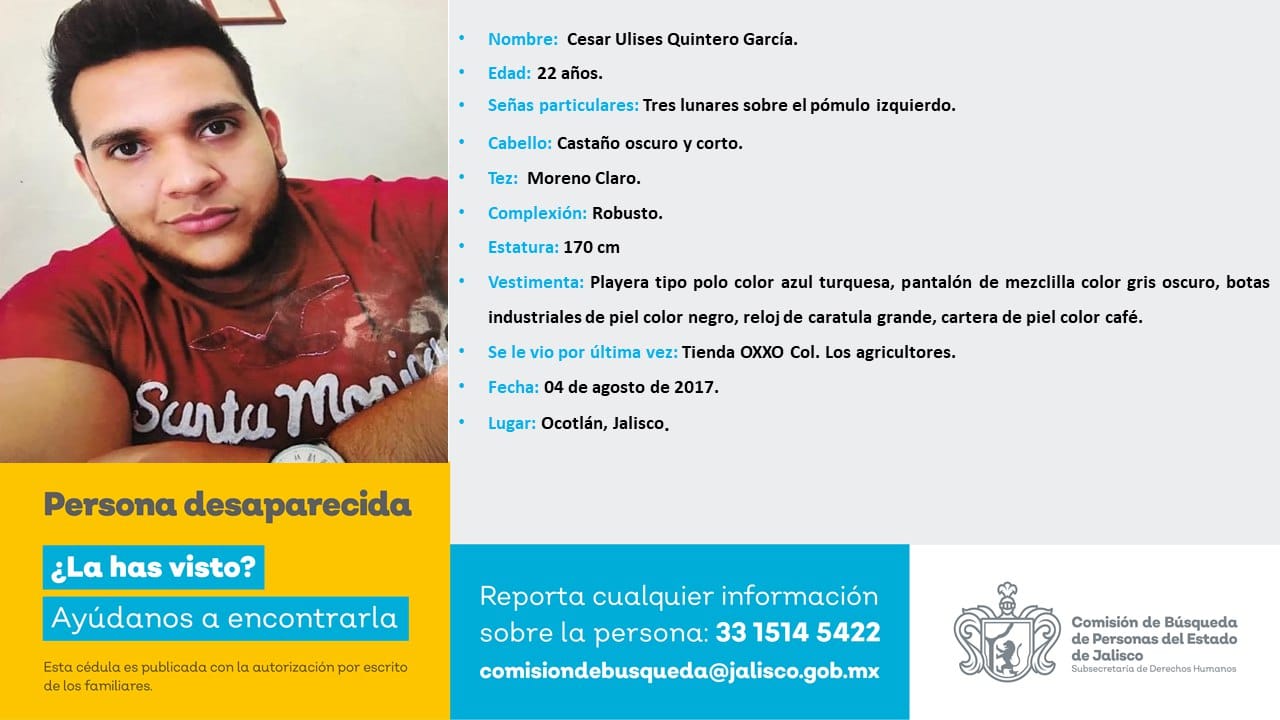 Nombre: Cesar Ulises Quintero García.
Edad: 22 años.
Señas particulares: Tres lunares sobre el pómulo izquierdo.
Cabello: Castaño oscuro y corto.
Tez: Moreno Claro.
Complexión: Robusto.
Estatura: 170 cm
Vestimenta: Playera tipo polo color azul turquesa, pantalón de mezclilla color gris oscuro, botas
industriales de piel color negro, reloj de caratula grande, cartera de piel color café.
Se le vio por última vez: Tienda OXXO Col. Los agricultores.
Fecha: 04 de agosto de 2017.
Lugar: Ocotlán, Jalisco.
Santa Monica
Persona desaparecida
¿La has visto?
Ayúdanos a encontrarla
Esta cédula es publicada con la autorización por escrito
de los familiares.
Reporta cualquier información
sobre la persona: 33 1514 5422
comisiondebusqueda@jalisco.gob.mx
Comisión de Búsqueda
de Personas del Estado
de Jalisco
Subsecretaría de Derechos Humanos